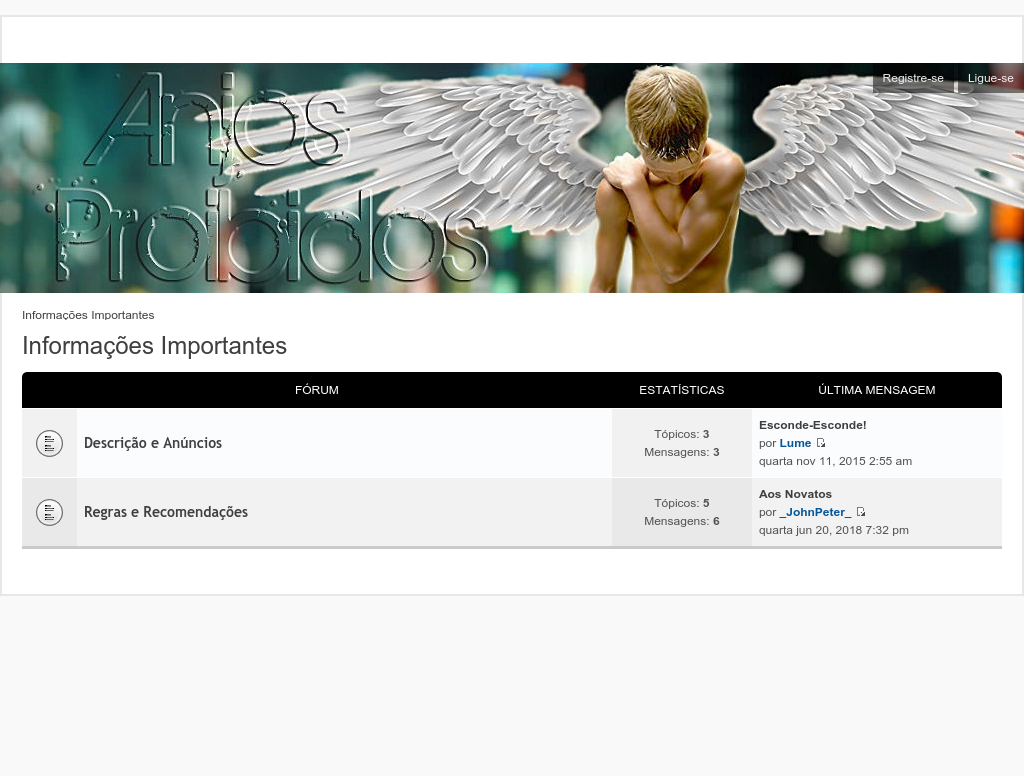 Registre-se Ligue-se
Anjos
Proibidos
Informações Importantes
Informações Importantes
FÓRUM ESTATÍSTICAS ÚLTIMA MENSAGEM
Descrição e Anúncios
Tópicos: 3
Mensagens: 3
Esconde-Esconde!
por Lume
quarta nov 11, 2015 2:55 am
Regras e Recomendações
Tópicos: 5
Mensagens: 6
Aos Novatos
por _JohnPeter_
quarta jun 20, 2018 7:32 pm